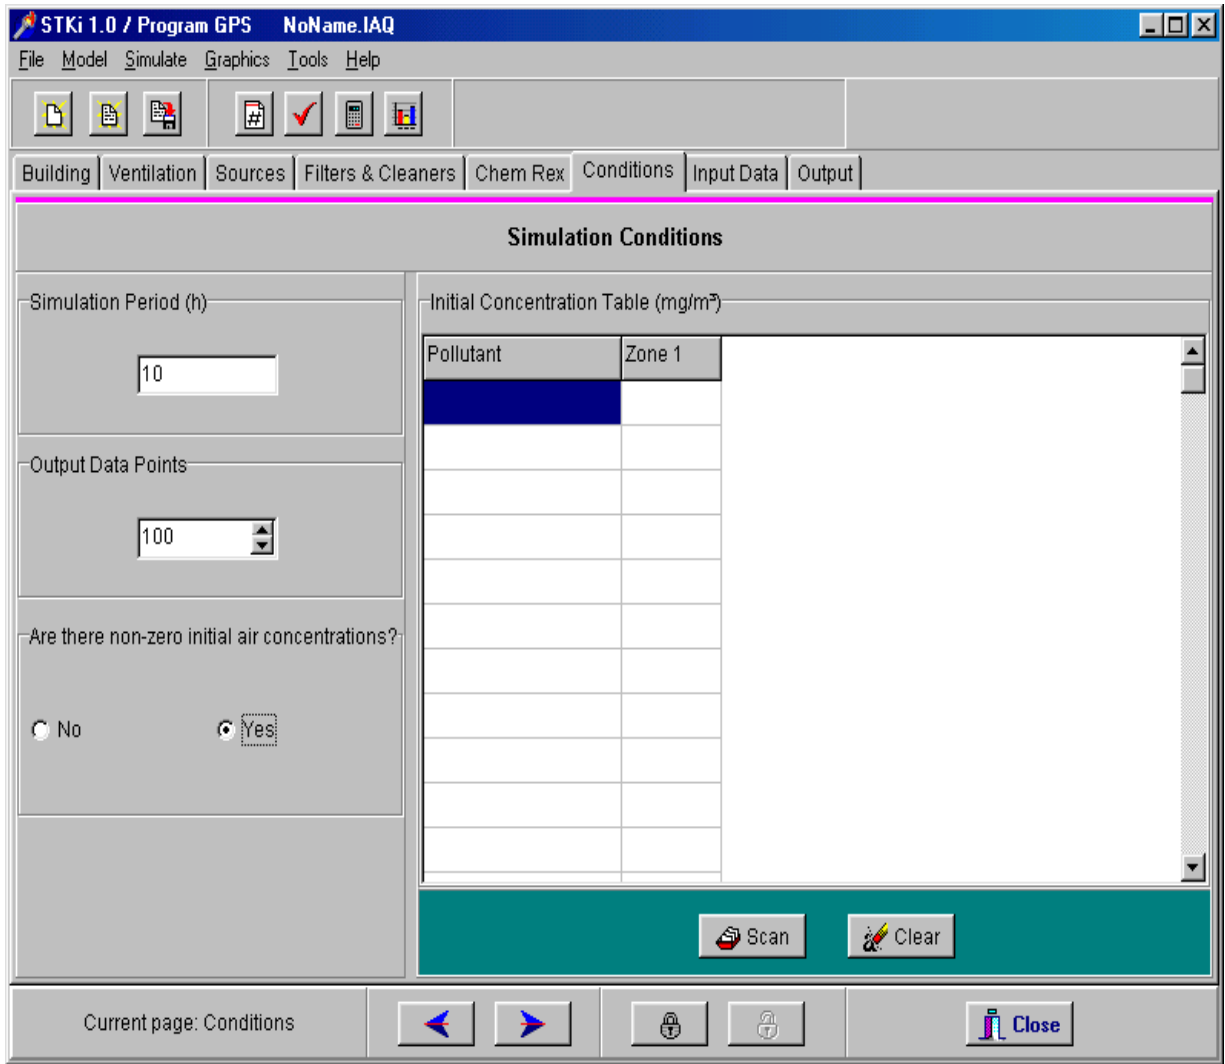 STKi 1.0 / Program GPS NoName.IAQ
File Model Simulate Graphics Tools Help
Building Ventilation Sources Filters & Cleaners Chem Rex Conditions Input Data Output
Simulation Conditions
Simulation Period (h)
10
Output Data Points
100
Are there non-zero initial air concentrations?
No Yes
Initial Concentration Table (mg/m³)
Pollutant Zone 1
Scan Clear
Current page: Conditions
Close